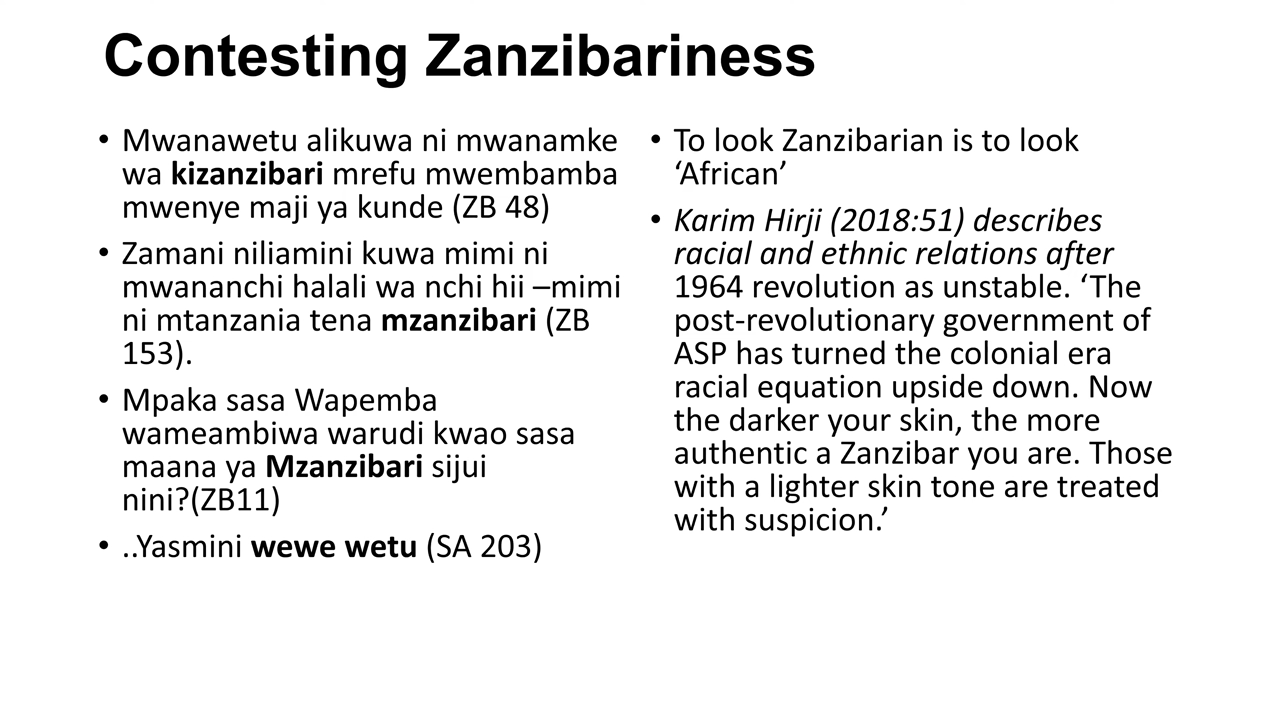 Contesting Zanzibariness
• Mwanawetu alikuwa ni mwanamke
wa kizanzibari mrefu mwembamba
mwenye maji ya kunde (ZB 48)
• Zamani niliamini kuwa mimi ni
mwananchi halali wa nchi hii –mimi
ni mtanzania tena mzanzibari (ZB
153).
• Mpaka sasa Wapemba
wameambiwa warudi kwao sasa
maana ya Mzanzibari sijui
nini?(ZB11)
• ..Yasmini wewe wetu (SA 203)
• To look Zanzibarian is to look
‘African’
• Karim Hirji (2018:51) describes
racial and ethnic relations after
1964 revolution as unstable. ‘The
post-revolutionary government of
ASP has turned the colonial era
racial equation upside down. Now
the darker your skin, the more
authentic a Zanzibar you are. Those
with a lighter skin tone are treated
with suspicion.’